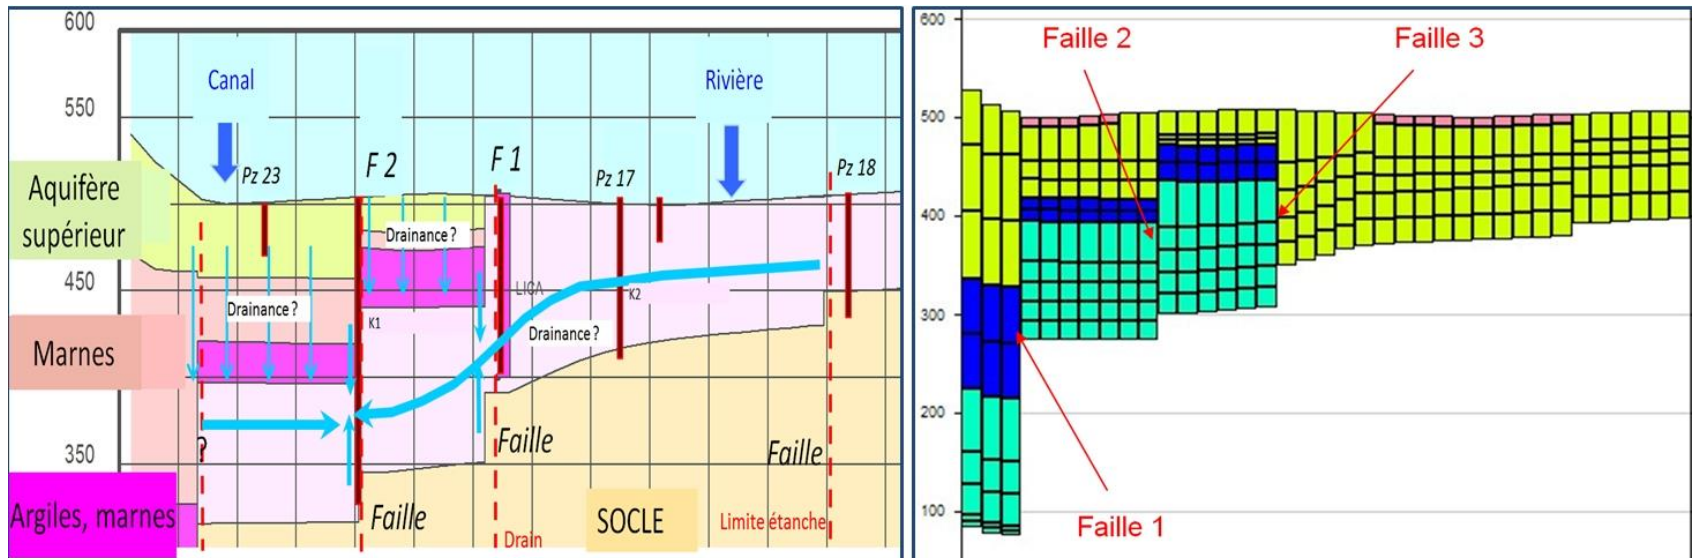 600
550
450
350
Canal
Rivière
Pz 23
F 2
F 1
Pz 17
Pz 18
Aquifère
supérieur
Drainance ?
Drainance ?
LICA
K2
K1
Drainance ?
Marnes
?
Faille
Faille
Argiles, marnes
Faille
SOCLE
Limite étanche
Drain
600
500
400
300
200
100
Faille 2
Faille 3
Faille 1